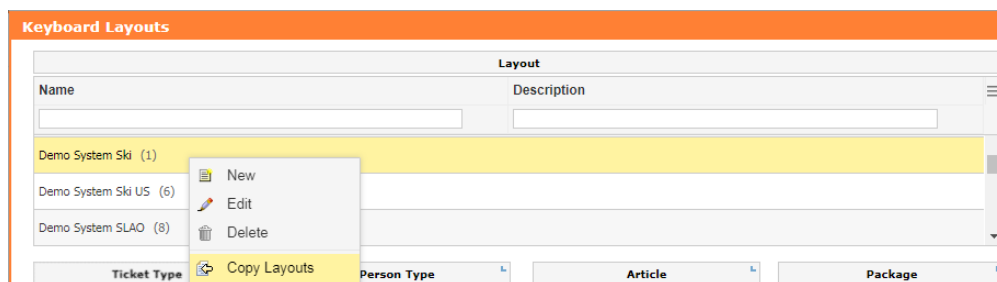 Keyboard Layouts
Layout
Name Description
Demo System Ski (1)
New
Demo System Ski US (6)
Edit
Demo System SLAO (8)
Delete
Copy Layouts
Ticket Type Person Type Article Package